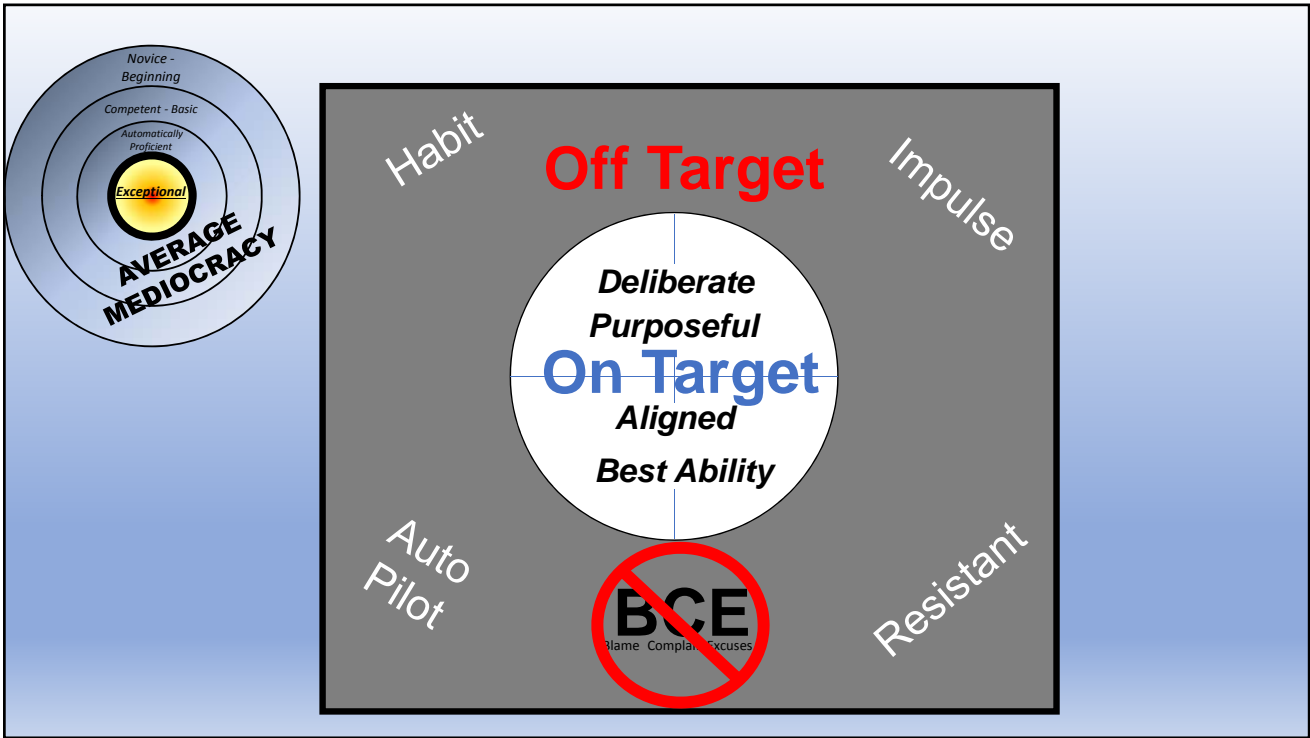 Novice -
Beginning
Competent - Basic
Automatically
Proficient
Exceptional
AVERAGE
MEDIOCRACY
Habit
Off Target
Impulse
Deliberate
Purposeful
On Target
Aligned
Best Ability
Auto
Pilot
BCE
Blame Complain Excuses
Resistant